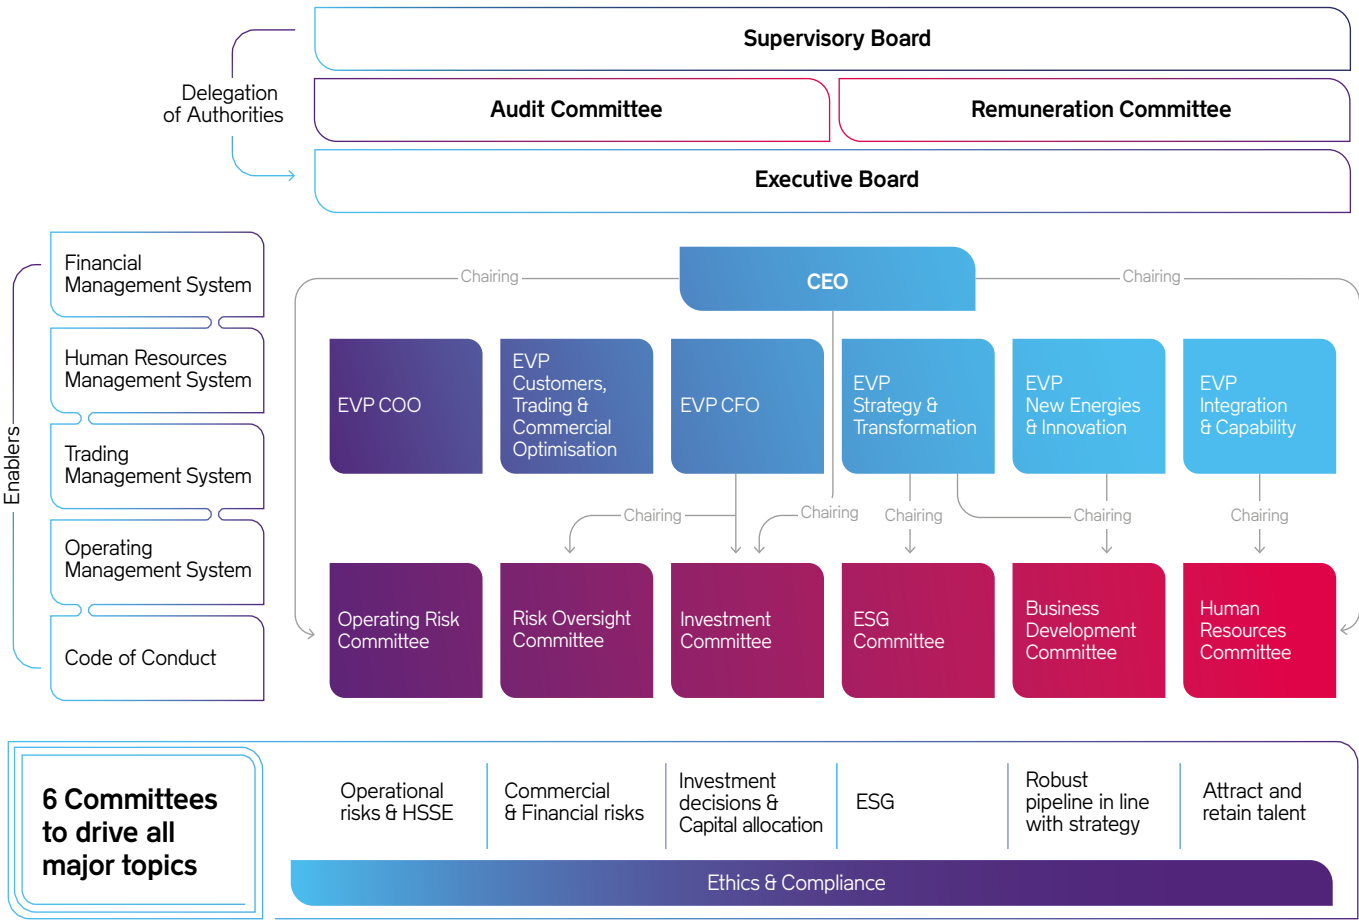 Supervisory Board
Delegation
of Authorities
Audit Committee
Remuneration Committee
Executive Board
Enablers
Financial
Management System
Human Resources
Management System
Trading
Management System
Operating
Management System
Code of Conduct
Chairing
CEO
Chairing
EVP COO
EVP
Customers,
Trading &
Commercial
Optimisation
EVP CFO
EVP
Strategy &
Transformation
EVP
New Energies
& Innovation
EVP
Integration
& Capability
Chairing
Chairing
Chairing
Chairing
Chairing
Operating Risk
Committee
Risk Oversight
Committee
Investment
Committee
ESG
Committee
Business
Development
Committee
Human
Resources
Committee
6 Committees
to drive all
major topics
Operational
risks & HSSE
Commercial
& Financial risks
Investment
decisions &
Capital allocation
ESG
Robust
pipeline in line
with strategy
Attract and
retain talent
Ethics & Compliance